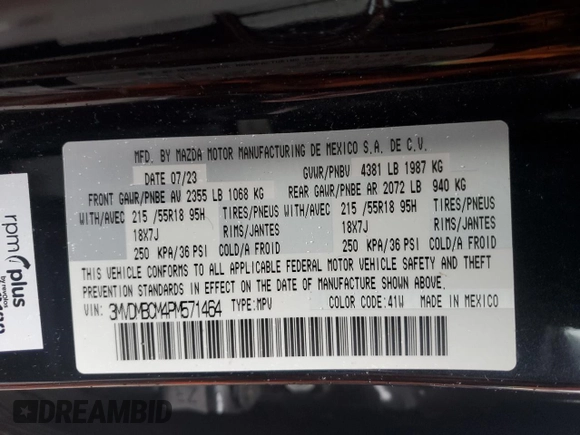 MFD. BY MAZDA MOTOR MANUFACTURING DE MEXICO S.A. DE C.V.
DATE 07/23 GVWR/PNBV 4381 LB 1987 KG
FRONT GAWR/PNBE AV 2355 LB 1068 KG REAR GAWR/PNBE AR 2072 LB 940 KG
WITH/AVEC 215 /55R18 95H TIRES/PNEUS WITH/AVEC 215 /55R18 95H TIRES/PNEUS
18X7J RIMS/JANTES 18X7J RIMS/JANTES
250 KPA/36 PSI COLD/A FROID 250 KPA/36 PSI COLD/A FROID
THIS VEHICLE CONFORMS TO ALL APPLICABLE FEDERAL MOTOR VEHICLE SAFETY AND THEFT
PREVENTION STANDARDS IN EFFECT ON THE DATE OF MANUFACTURE SHOWN ABOVE.
VIN: 3MVDMBCM4PM571464 TYPE: MPV COLOR CODE: 41W MADE IN MEXICO
rpm plus
DREAMBID